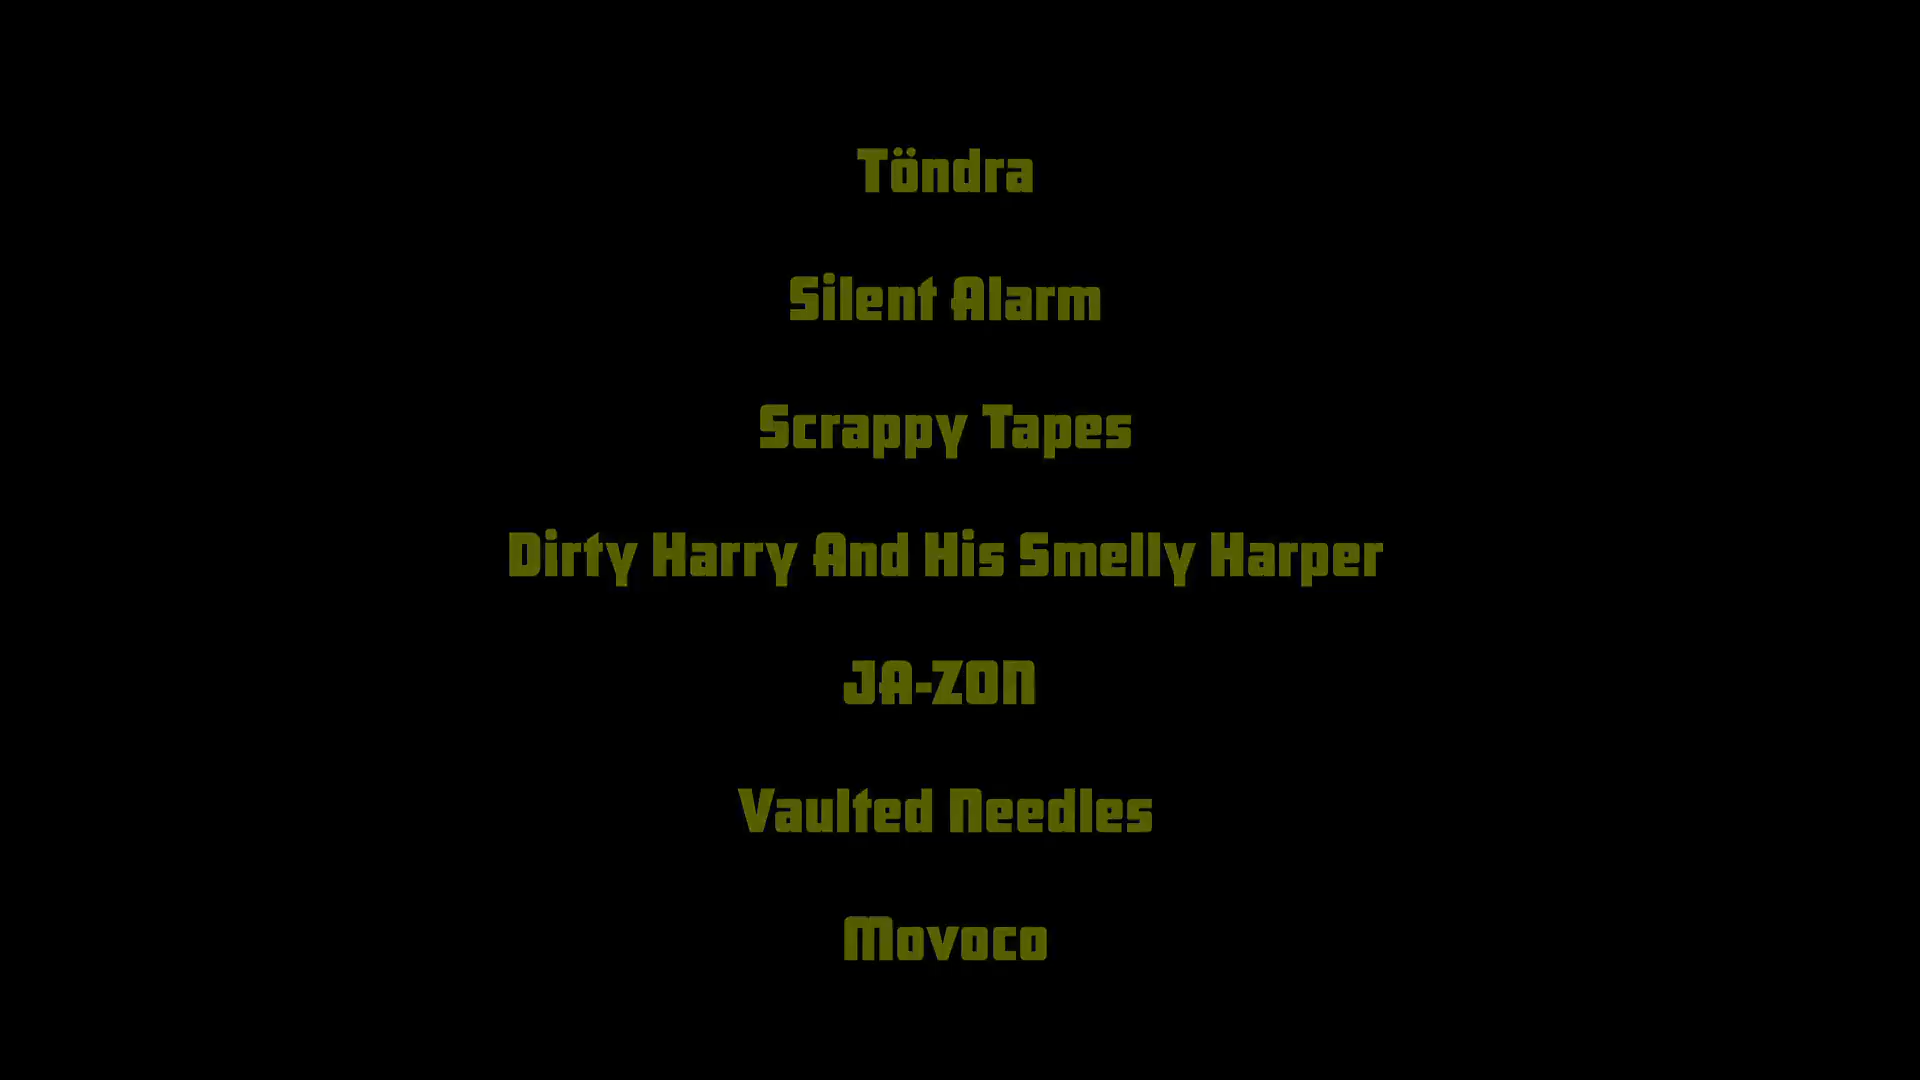 Töndra
Silent Alarm
Scrappy Tapes
Dirty Harry And His Smelly Harper
JA-ZON
Vaulted Needles
Movoco